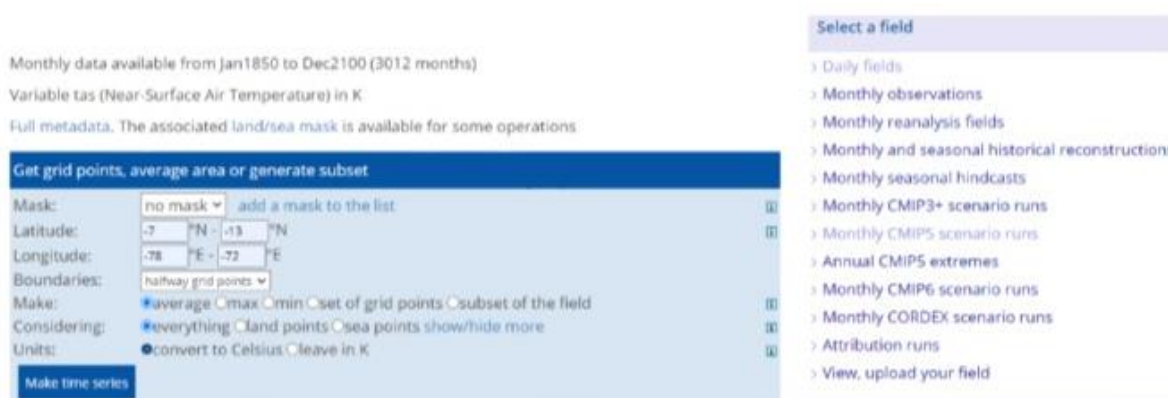 Monthly data available from Jan1850 to Dec2100 (3012 months)
Variable tas (Near-Surface Air Temperature) in K
Full metadata. The associated land/sea mask is available for some operations
Get grid points, average area or generate subset
Mask: no mask add a mask to the list
Latitude: -7 °N - -13 °N
Longitude: -78 °E - -72 °E
Boundaries: halfway grid points
Make: average max min set of grid points subset of the field
Considering: everything land points sea points show/hide more
Units: convert to Celsius leave in K
Make time series
Select a field
› Daily fields
› Monthly observations
› Monthly reanalysis fields
› Monthly and seasonal historical reconstructions
› Monthly seasonal hindcasts
› Monthly CMIP3+ scenario runs
› Monthly CMIP5 scenario runs
› Annual CMIP5 extremes
› Monthly CMIP6 scenario runs
› Monthly CORDEX scenario runs
› Attribution runs
› View, upload your field